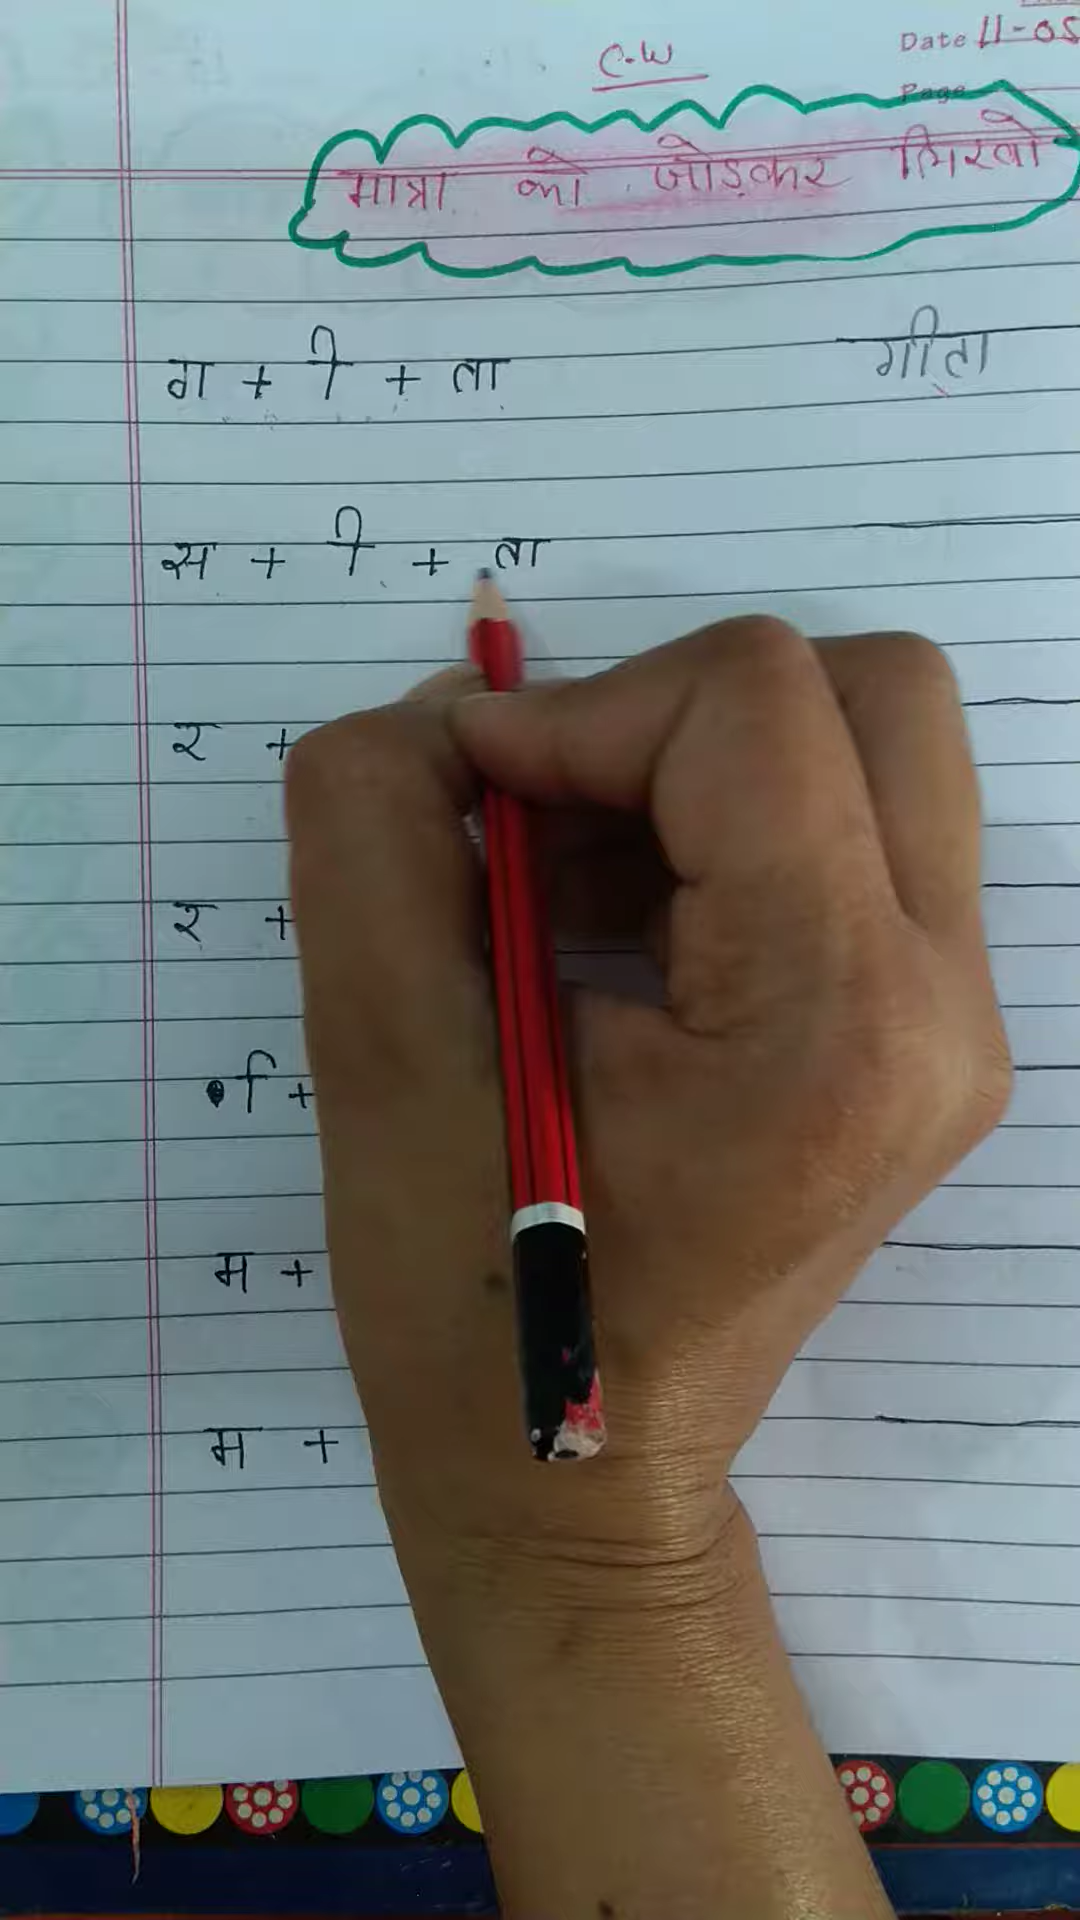 C.W
Date 11-05
Page
मात्रा को जोड़कर लिखो
ग + ी + ता गीता
स + ी + ता
र +
र +
ि +
म +
म +